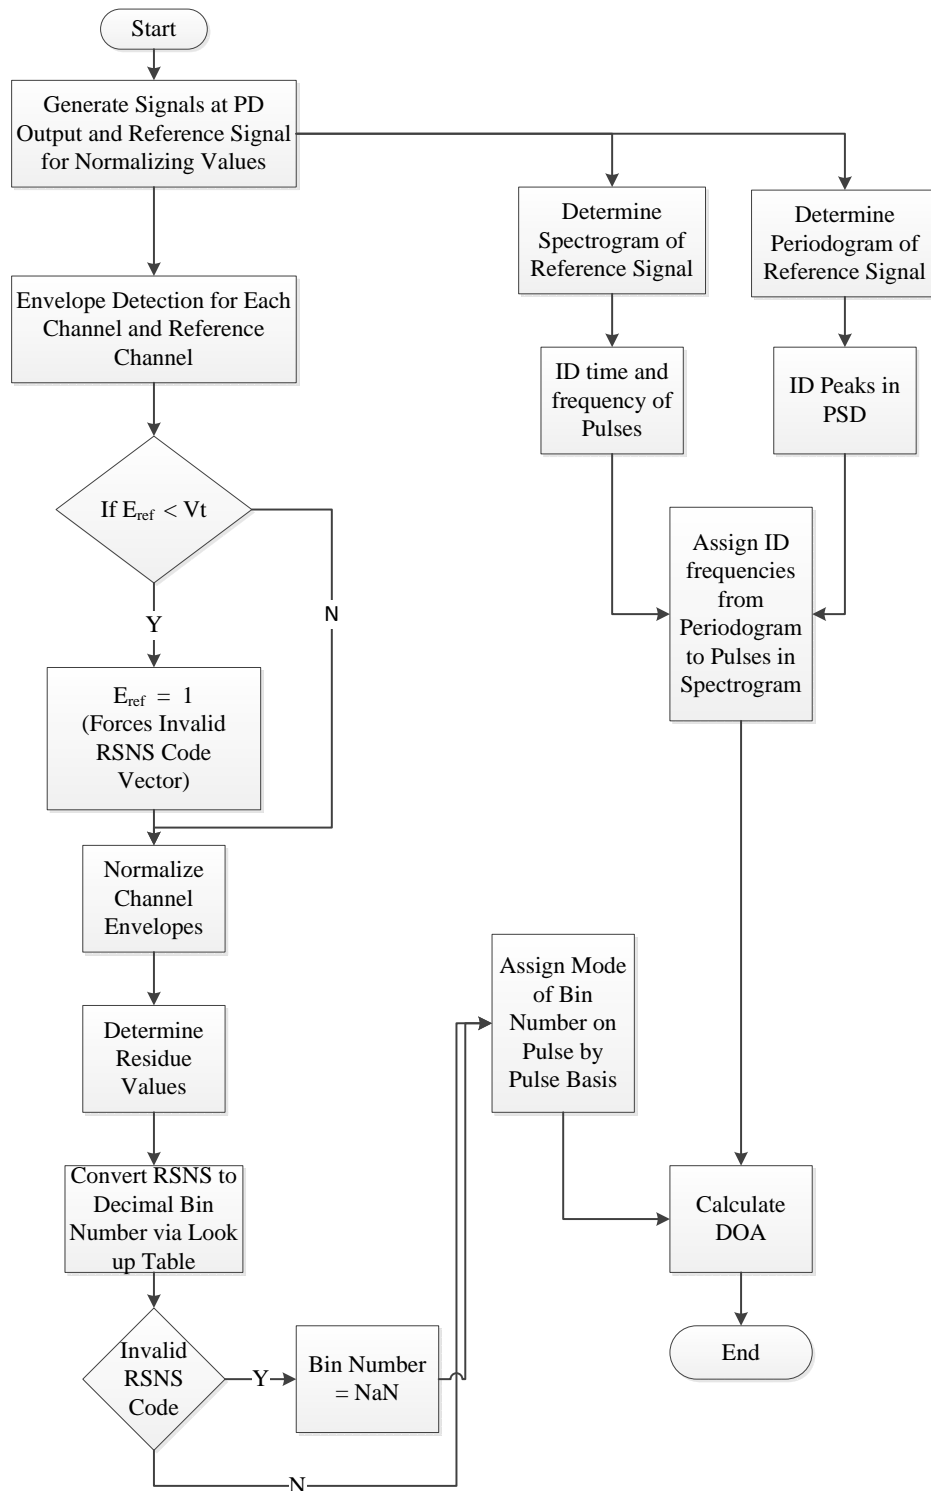 Start
Generate Signals at PD
Output and Reference Signal
for Normalizing Values
Determine
Spectrogram of
Reference Signal
Determine
Periodogram of
Reference Signal
Envelope Detection for Each
Channel and Reference
Channel
ID time and
frequency of
Pulses
ID Peaks in
PSD
If Eref < Vt
N
Y
Assign ID
frequencies
from
Periodogram
to Pulses in
Spectrogram
Eref = 1
(Forces Invalid
RSNS Code
Vector)
Normalize
Channel
Envelopes
Determine
Residue
Values
Assign Mode
of Bin
Number on
Pulse by
Pulse Basis
Convert RSNS to
Decimal Bin
Number via Look
up Table
Calculate
DOA
Invalid
RSNS
Code
Y
Bin Number
= NaN
End
N